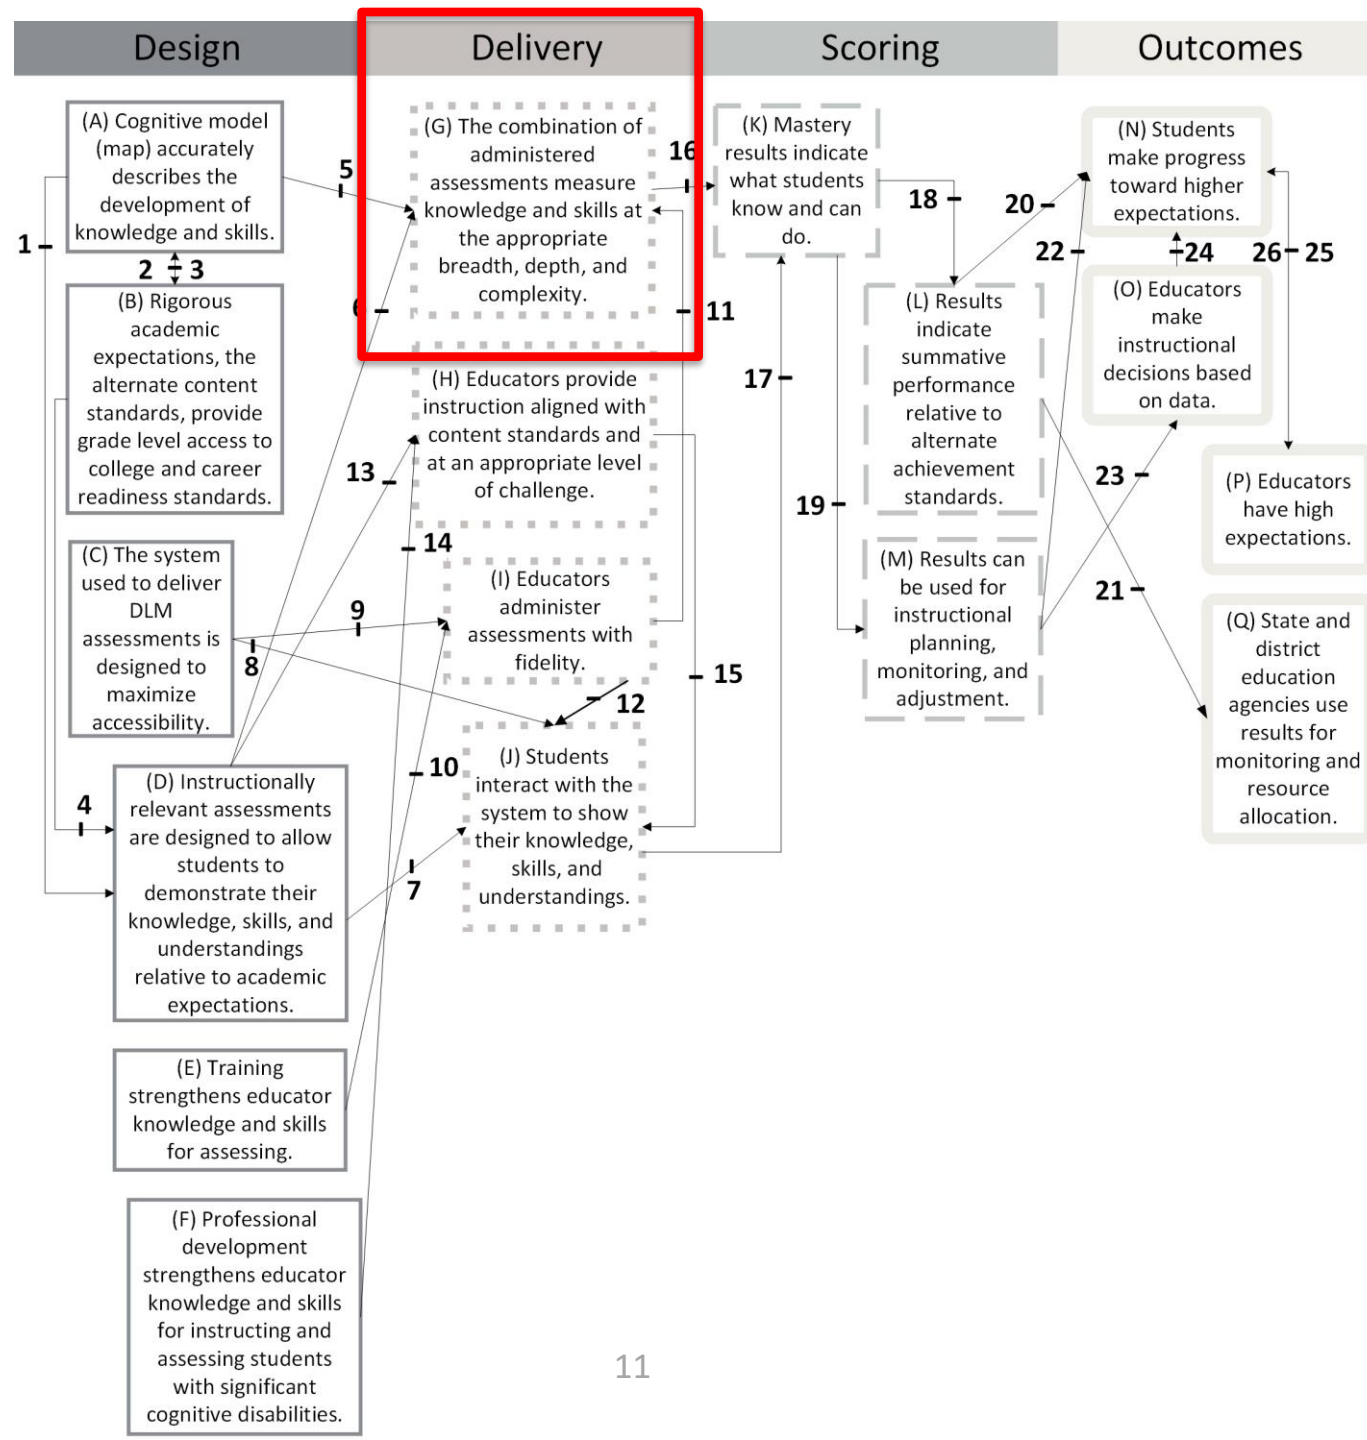 Design
Delivery
Scoring
Outcomes
(A) Cognitive model
(map) accurately
describes the
development of
knowledge and skills.
1
2
3
(B) Rigorous
academic
expectations, the
alternate content
standards, provide
grade level access to
college and career
readiness standards.
(C) The system
used to deliver
DLM
assessments is
designed to
maximize
accessibility.
4
(D) Instructionally
relevant assessments
are designed to allow
students to
demonstrate their
knowledge, skills, and
understandings
relative to academic
expectations.
(E) Training
strengthens educator
knowledge and skills
for assessing.
(F) Professional
development
strengthens educator
knowledge and skills
for instructing and
assessing students
with significant
cognitive disabilities.
5
6
13
14
9
8
10
7
(G) The combination of
administered
assessments measure
knowledge and skills at
the appropriate
breadth, depth, and
complexity.
(H) Educators provide
instruction aligned with
content standards and
at an appropriate level
of challenge.
(I) Educators
administer
assessments with
fidelity.
12
(J) Students
interact with the
system to show
their knowledge,
skills, and
understandings.
16
11
15
17
(K) Mastery
results indicate
what students
know and can
do.
18
19
(L) Results
indicate
summative
performance
relative to
alternate
achievement
standards.
(M) Results can
be used for
instructional
planning,
monitoring, and
adjustment.
20
22
23
21
(N) Students
make progress
toward higher
expectations.
24
26
25
(O) Educators
make
instructional
decisions based
on data.
(P) Educators
have high
expectations.
(Q) State and
district
education
agencies use
results for
monitoring and
resource
allocation.
11